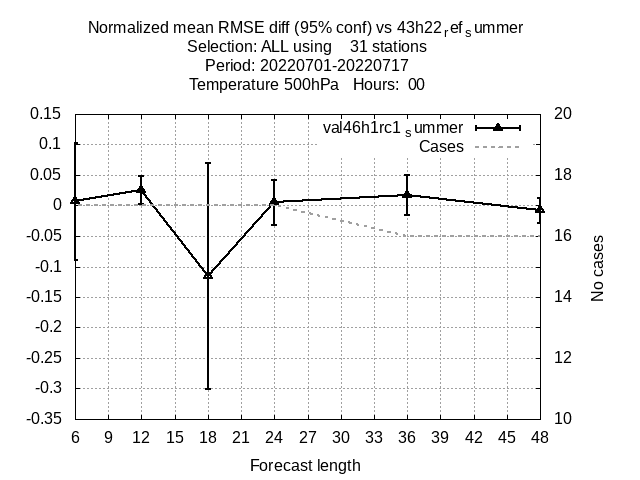 Normalized mean RMSE diff (95% conf) vs 43h22refsummer
Selection: ALL using    31 stations
Period: 20220701-20220717
Temperature 500hPa   Hours:  00
val46h1rc1summer
Cases
0.15
0.1
0.05
0
-0.05
-0.1
-0.15
-0.2
-0.25
-0.3
-0.35
20
18
16
14
12
10
No cases
6 9 12 15 18 21 24 27 30 33 36 39 42 45 48
Forecast length